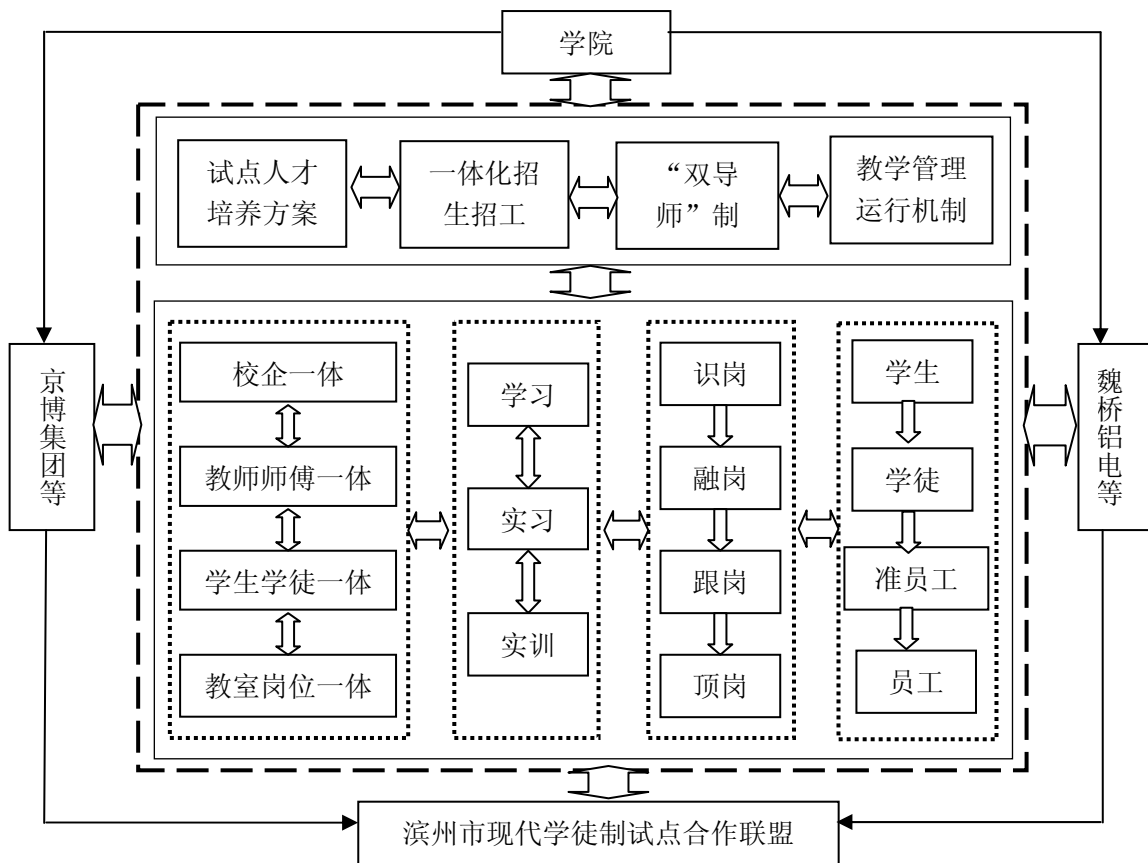 学院
试点人才
培养方案
一体化招
生招工
“双导
师”制
教学管理
运行机制
京博集团等
校企一体
教师师傅一体
学生学徒一体
教室岗位一体
学习
实习
实训
识岗
融岗
跟岗
顶岗
学生
学徒
准员工
员工
魏桥铝电等
滨州市现代学徒制试点合作联盟